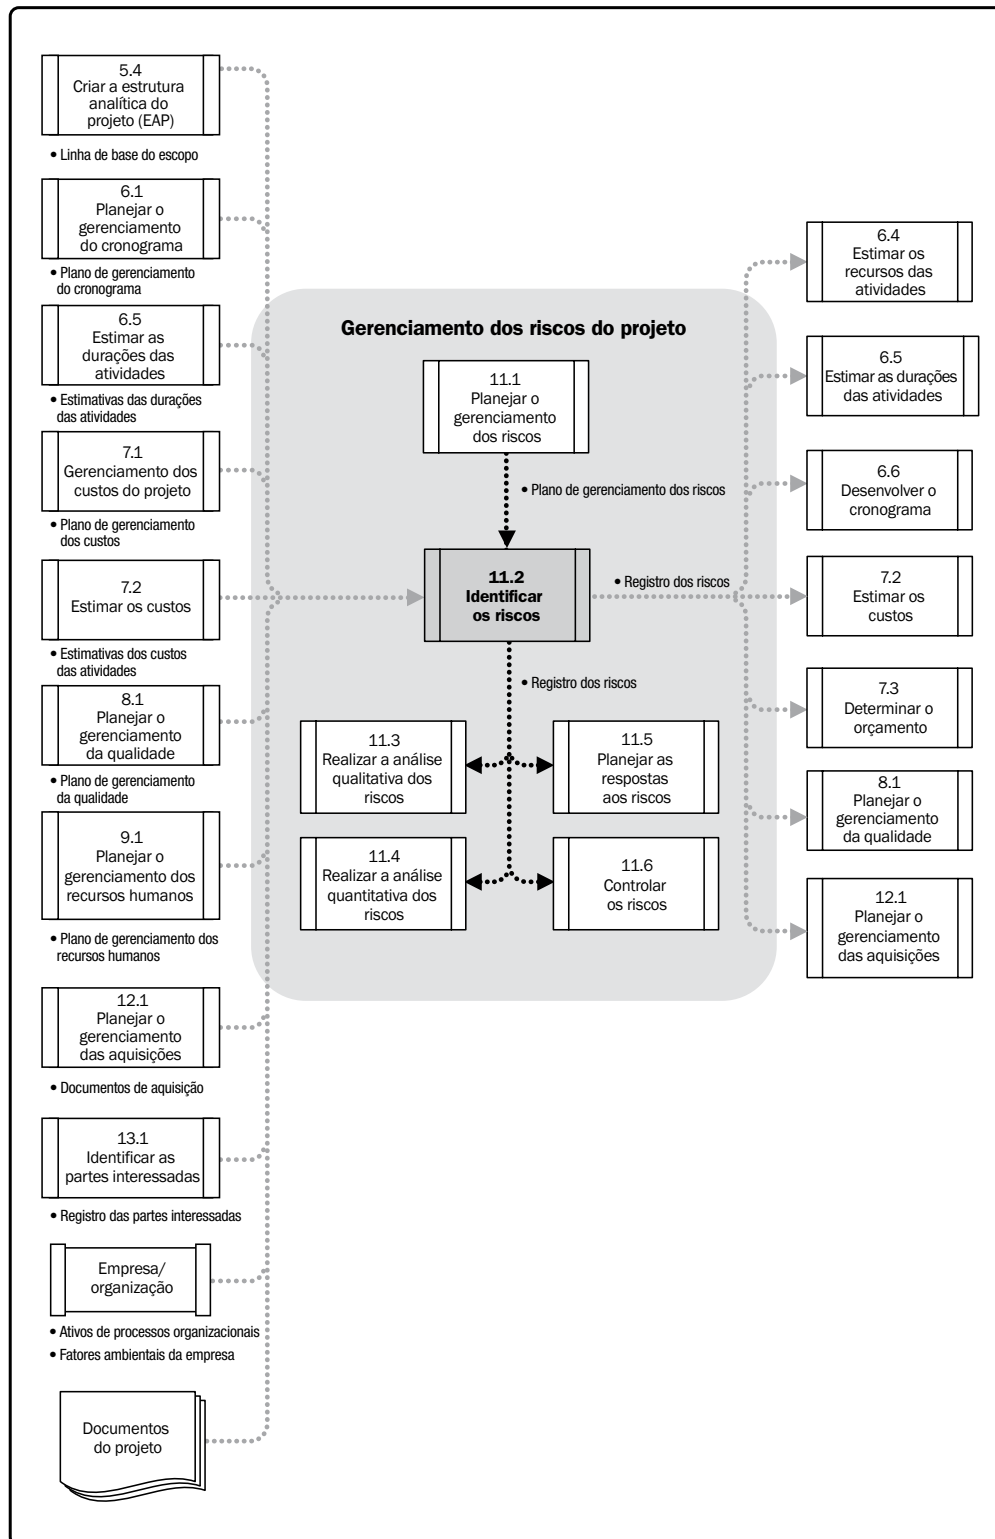 5.4
Criar a estrutura
analítica do
projeto (EAP)
• Linha de base do escopo
6.1
Planejar o
gerenciamento
do cronograma
• Plano de gerenciamento
do cronograma
6.5
Estimar as
durações das
atividades
• Estimativas das durações
das atividades
7.1
Gerenciamento dos
custos do projeto
• Plano de gerenciamento
dos custos
7.2
Estimar os custos
• Estimativas dos custos
das atividades
8.1
Planejar o
gerenciamento
da qualidade
• Plano de gerenciamento
da qualidade
9.1
Planejar o
gerenciamento dos
recursos humanos
• Plano de gerenciamento dos
recursos humanos
12.1
Planejar o
gerenciamento
das aquisições
• Documentos de aquisição
13.1
Identificar as
partes interessadas
• Registro das partes interessadas
Empresa/
organização
• Ativos de processos organizacionais
• Fatores ambientais da empresa
Documentos
do projeto
Gerenciamento dos riscos do projeto
11.1
Planejar o
gerenciamento
dos riscos
• Plano de gerenciamento dos riscos
11.2
Identificar
os riscos
• Registro dos riscos
• Registro dos riscos
11.3
Realizar a análise
qualitativa dos
riscos
11.5
Planejar as
respostas
aos riscos
11.4
Realizar a análise
quantitativa dos
riscos
11.6
Controlar
os riscos
6.4
Estimar os
recursos das
atividades
6.5
Estimar as durações
das atividades
6.6
Desenvolver o
cronograma
7.2
Estimar os
custos
7.3
Determinar o
orçamento
8.1
Planejar o
gerenciamento
da qualidade
12.1
Planejar o
gerenciamento
das aquisições